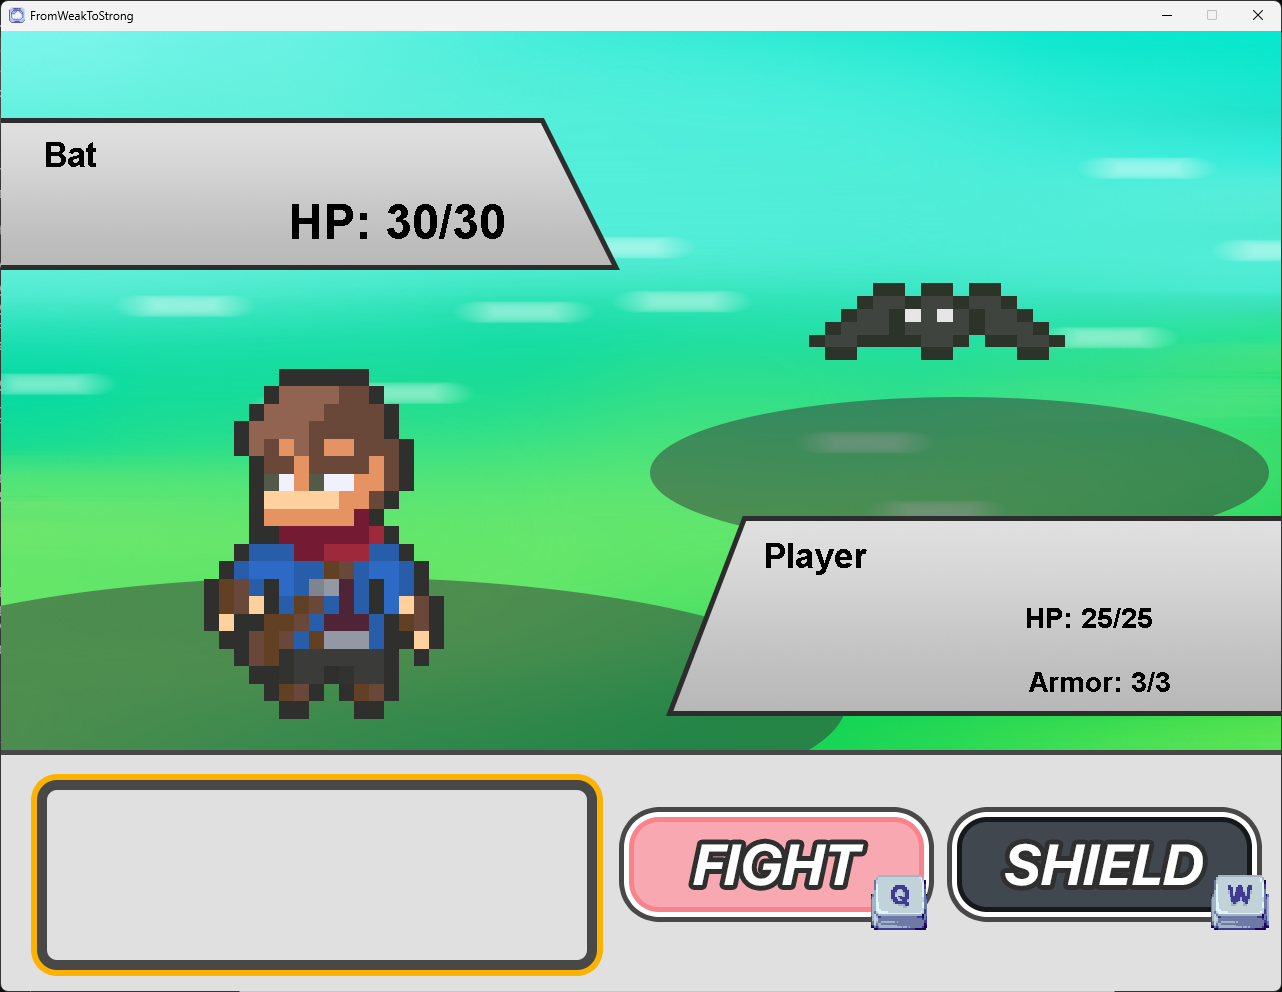 FromWeakToStrong
Bat
HP: 30/30
Player
HP: 25/25
Armor: 3/3
FIGHT
Q
SHIELD
W